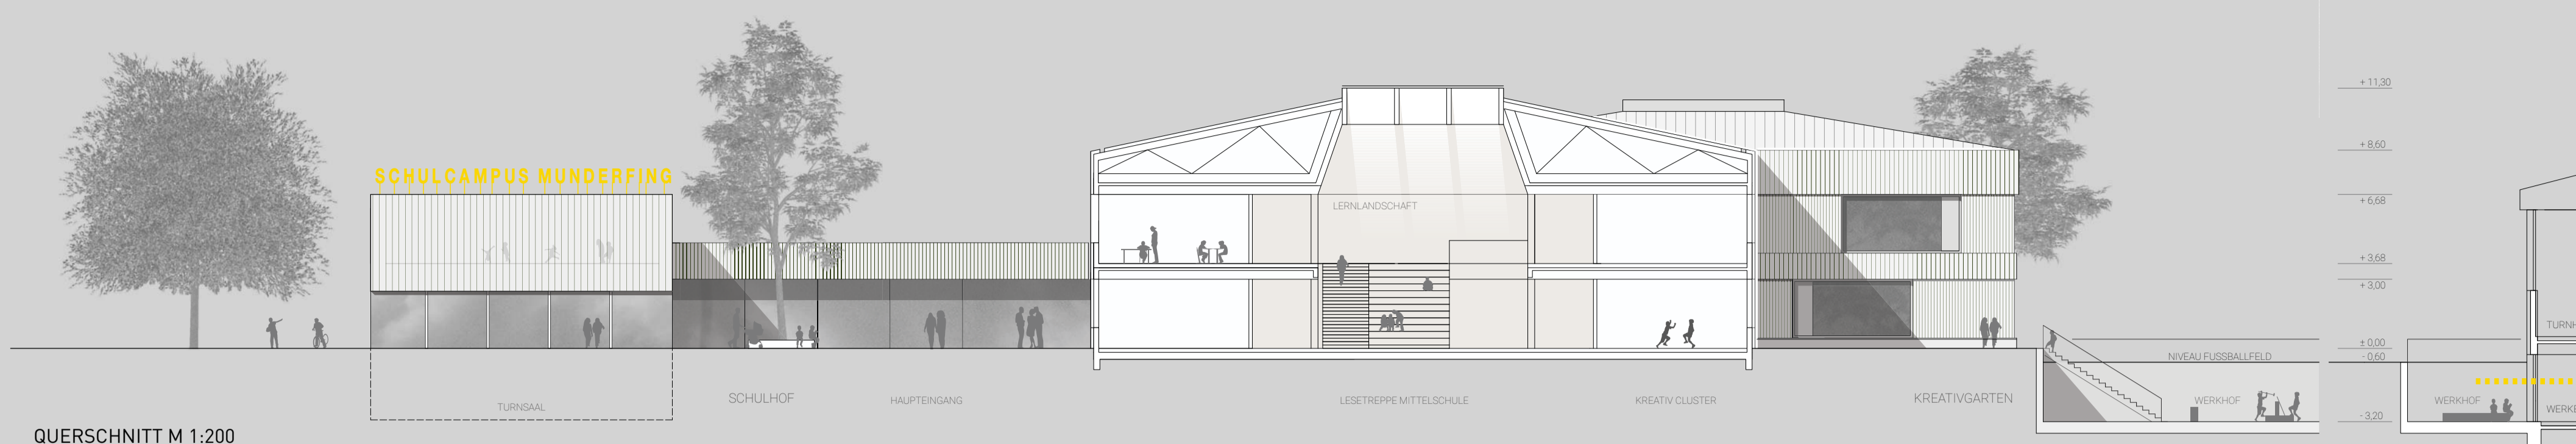 SCHULCAMPUS MUNDERFING
LERNLANDSCHAFT
+ 11,30
+ 8,60
+ 6,68
+ 3,68
+ 3,00
± 0,00
- 0,60
- 3,20
NIVEAU FUSSBALLFELD
TURNSAAL
SCHULHOF
HAUPTEINGANG
LESETREPPE MITTELSCHULE
KREATIV CLUSTER
KREATIVGARTEN
WERKHOF
WERKHOF
QUERSCHNITT M 1:200